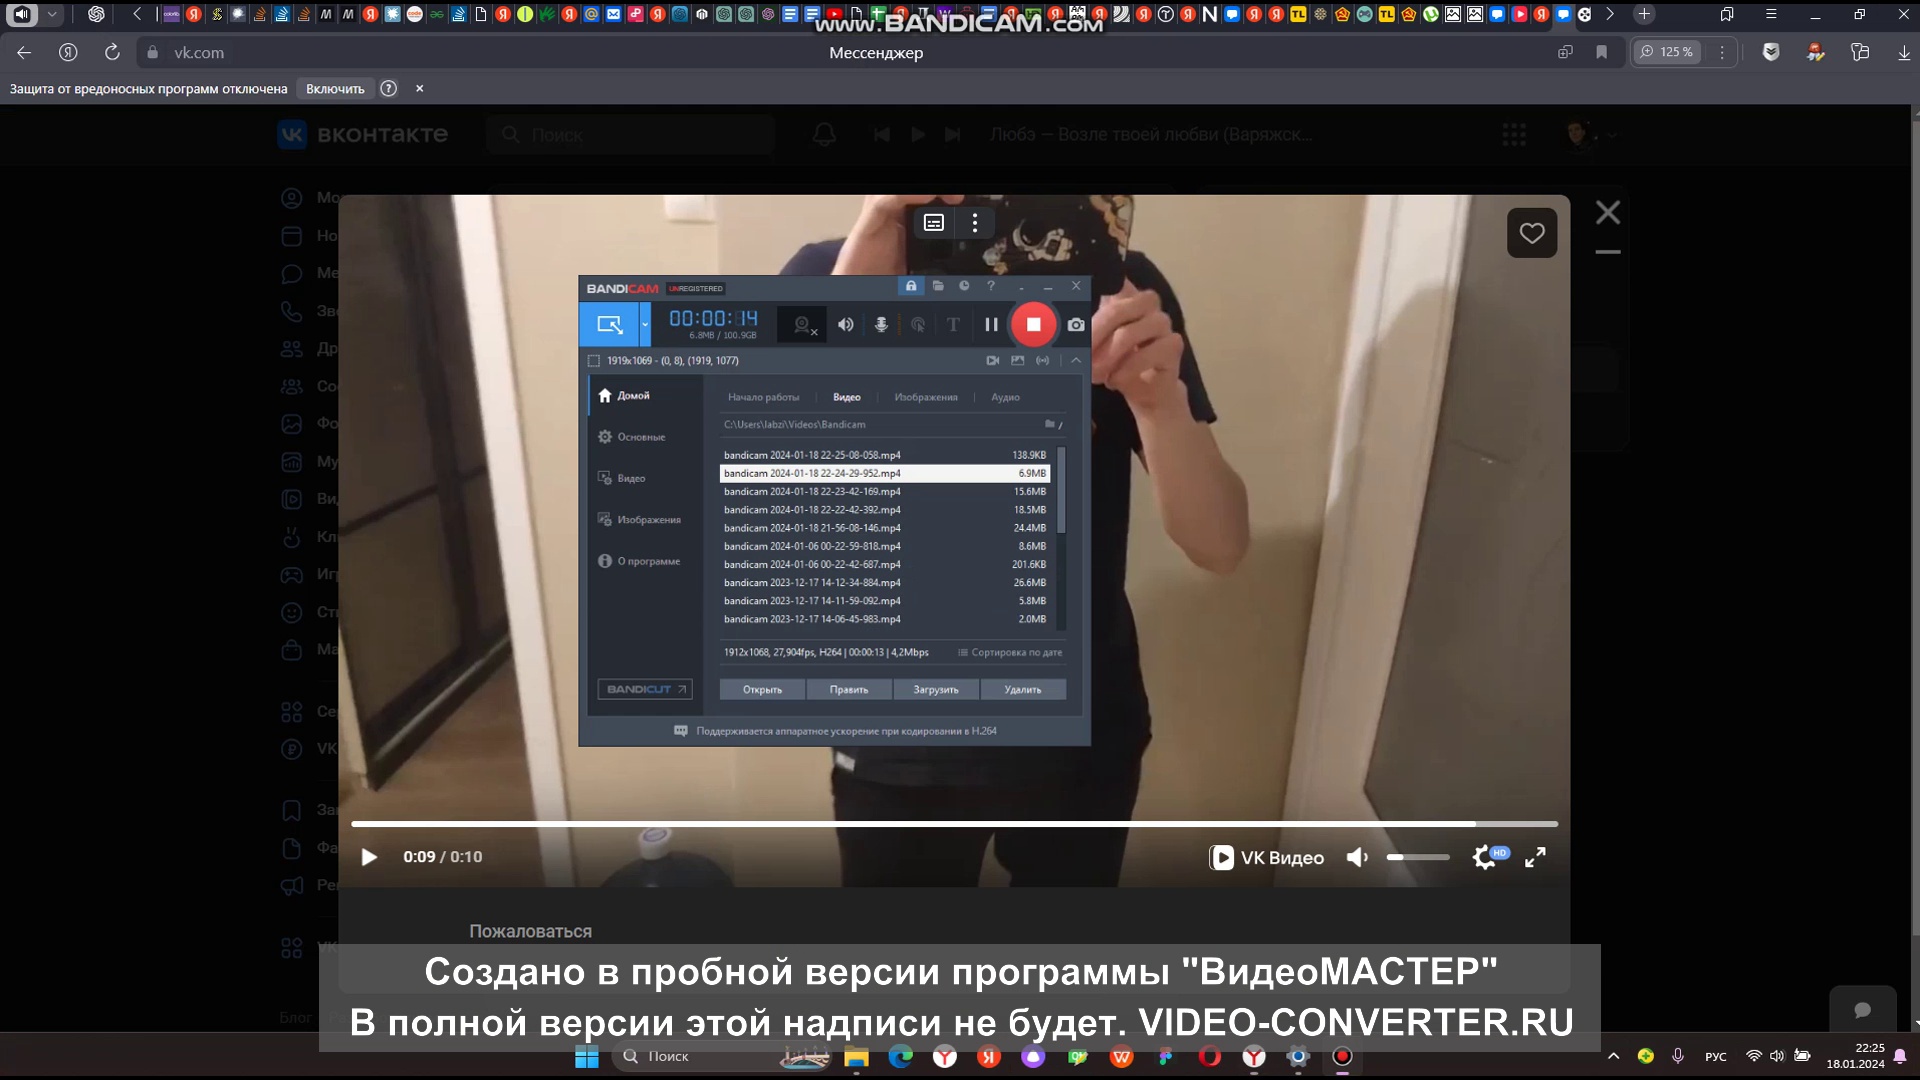 www.BANDICAM.com
vk.com
Мессенджер
125 %
Защита от вредоносных программ отключена
Включить
вконтакте
Поиск
Любэ — Возле твоей любви (Варяжск...
BANDICAM
UNREGISTERED
00:00:14
6.8MB / 100.9GB
1919x1069 - (0, 8), (1919, 1077)
Домой
Основные
Видео
Изображения
О программе
BANDICUT
Начало работы
Видео
Изображения
Аудио
C:\Users\labzi\Videos\Bandicam
bandicam 2024-01-18 22-25-08-058.mp4 138.9KB
bandicam 2024-01-18 22-24-29-952.mp4 6.9MB
bandicam 2024-01-18 22-23-42-169.mp4 15.6MB
bandicam 2024-01-18 22-22-42-392.mp4 18.5MB
bandicam 2024-01-18 21-56-08-146.mp4 24.4MB
bandicam 2024-01-06 00-22-59-818.mp4 8.6MB
bandicam 2024-01-06 00-22-42-687.mp4 201.6KB
bandicam 2023-12-17 14-12-34-884.mp4 26.6MB
bandicam 2023-12-17 14-11-59-092.mp4 5.8MB
bandicam 2023-12-17 14-06-45-983.mp4 2.0MB
1912x1068, 27,904fps, H264 | 00:00:13 | 4,2Mbps
Сортировка по дате
Открыть
Править
Загрузить
Удалить
Поддерживается аппаратное ускорение при кодировании в H.264
0:09 / 0:10
VK Видео
HD
Пожаловаться
Создано в пробной версии программы "ВидеоМАСТЕР"
В полной версии этой надписи не будет. VIDEO-CONVERTER.RU
Блог
Поиск
РУС
22:25
18.01.2024